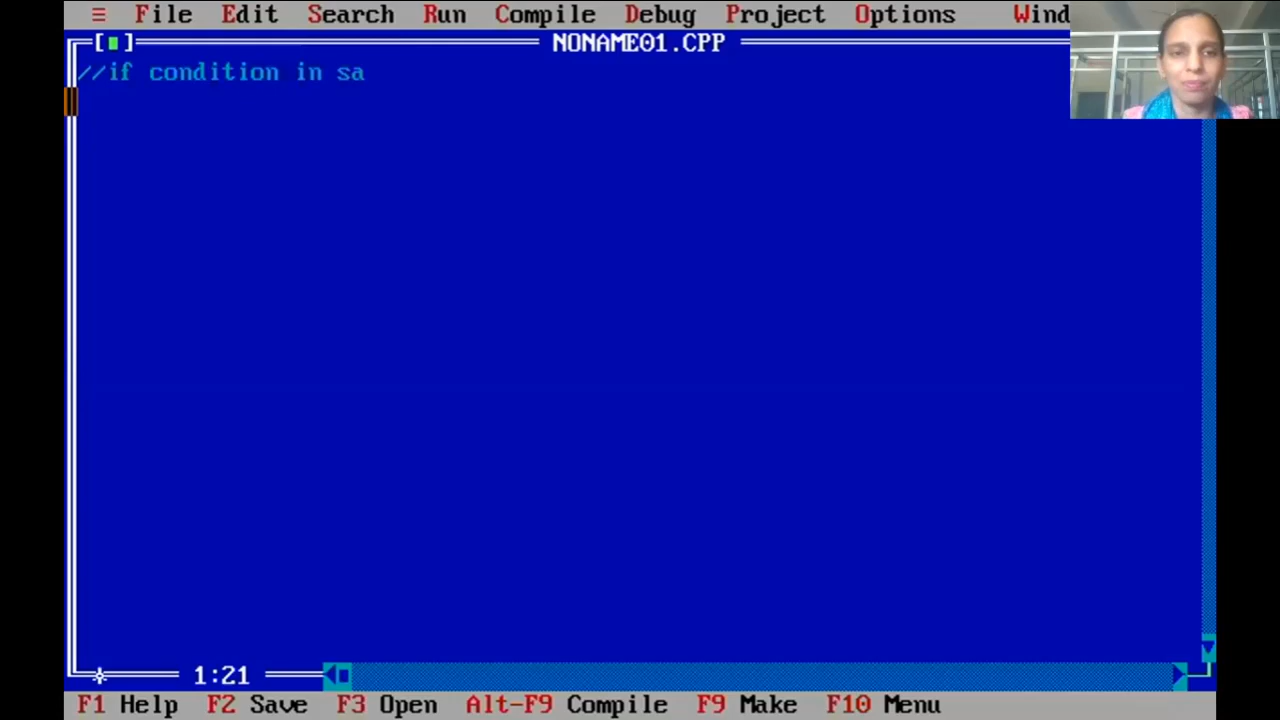 ≡ File Edit Search Run Compile Debug Project Options Wind
[■] NONAME01.CPP
//if condition in sa
1:21
F1 Help F2 Save F3 Open Alt-F9 Compile F9 Make F10 Menu